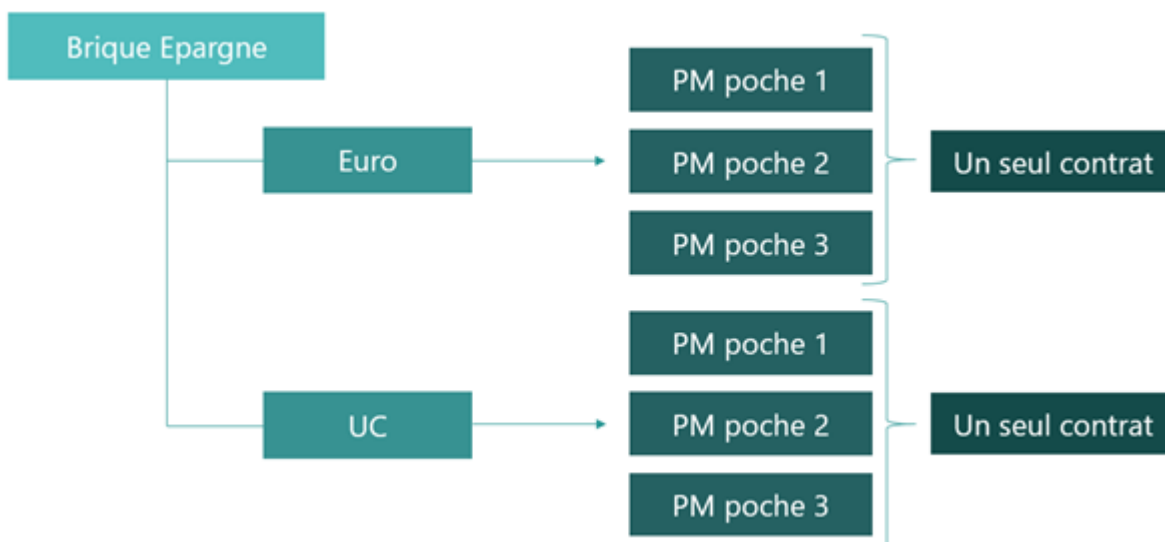 Brique Epargne
Euro
PM poche 1
PM poche 2
PM poche 3
Un seul contrat
UC
PM poche 1
PM poche 2
PM poche 3
Un seul contrat